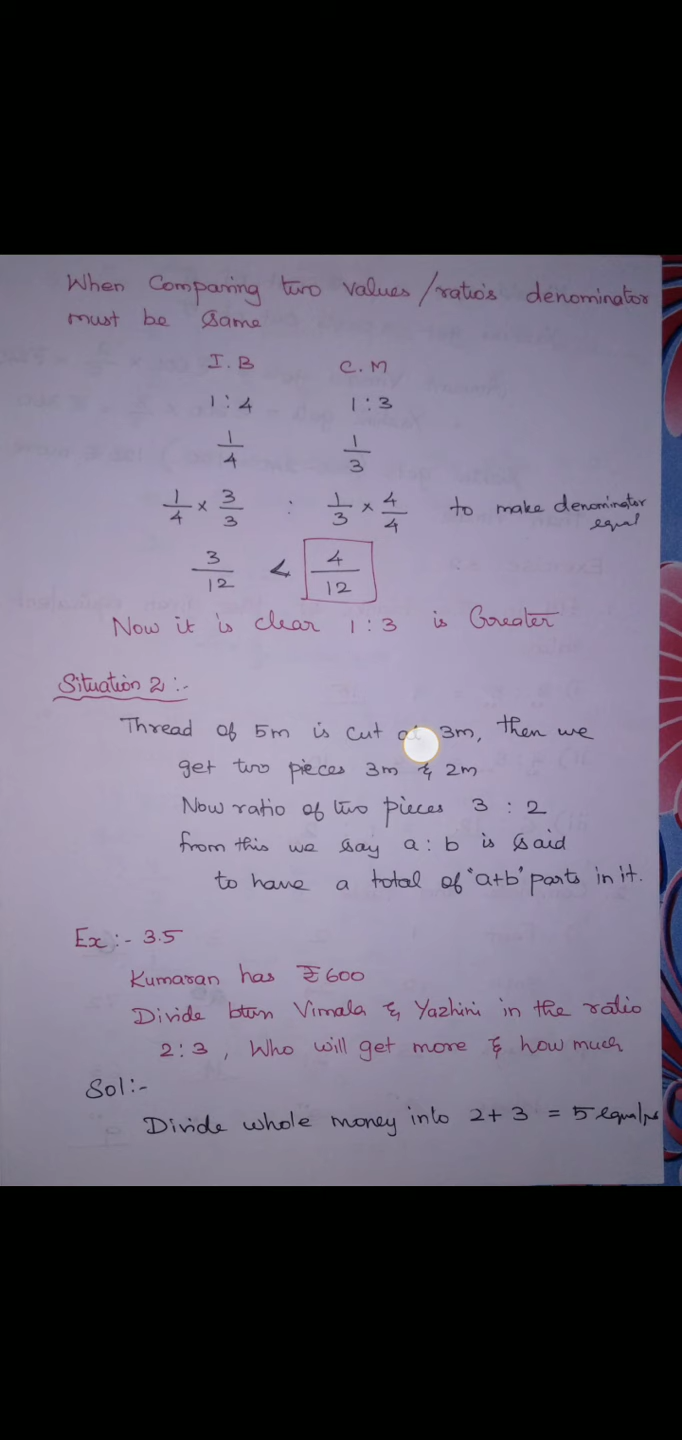 When Comparing two values/ratio's denominator
must be same
I.B C.M
1:4 1:3
1/4 1/3
1/4 × 3/3 : 1/3 × 4/4 to make denominator
equal
3/12 < 4/12
Now it is clear 1:3 is Greater
Situation 2:-
Thread of 5m is cut at 3m, then we
get two pieces 3m & 2m
Now ratio of two pieces 3 : 2
from this we say a:b is said
to have a total of "a+b" parts in it.
Ex:- 3.5
Kumaran has ₹600
Divide btwn Vimala & Yazhini in the ratio
2:3, Who will get more & how much
Sol:-
Divide whole money into 2+3 = 5 equal